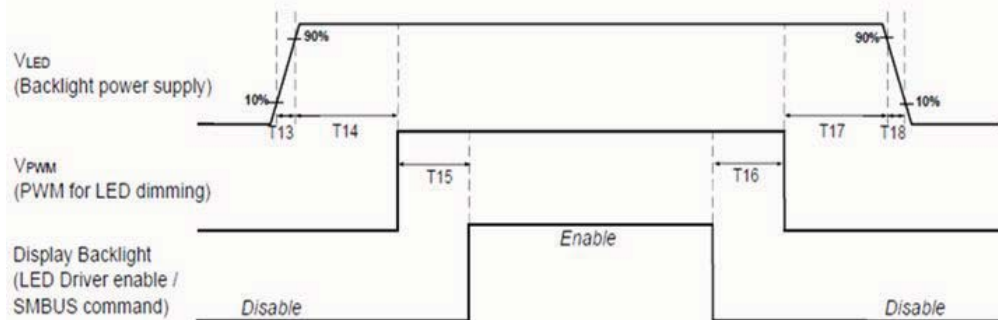 90%
90%
VLED
(Backlight power supply)
10%
10%
T13
T14
T17
T18
VPWM
(PWM for LED dimming)
T15
T16
Display Backlight
(LED Driver enable /
SMBUS command)
Enable
Disable
Disable